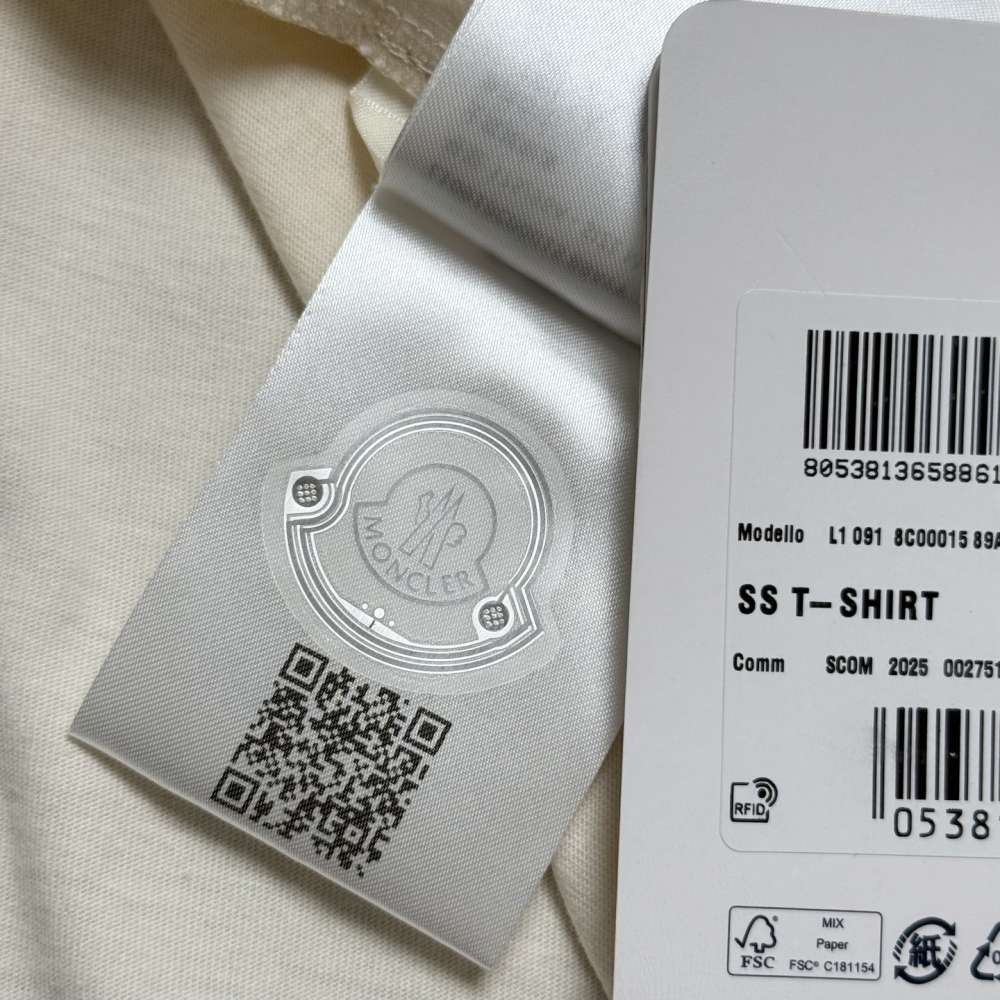 MONCLER
8053813658861
Modello L1 091 8C00015 89A
SS T-SHIRT
Comm SCOM 2025 002751
RFID
0538
FSC
MIX
Paper
FSC® C181154
紙